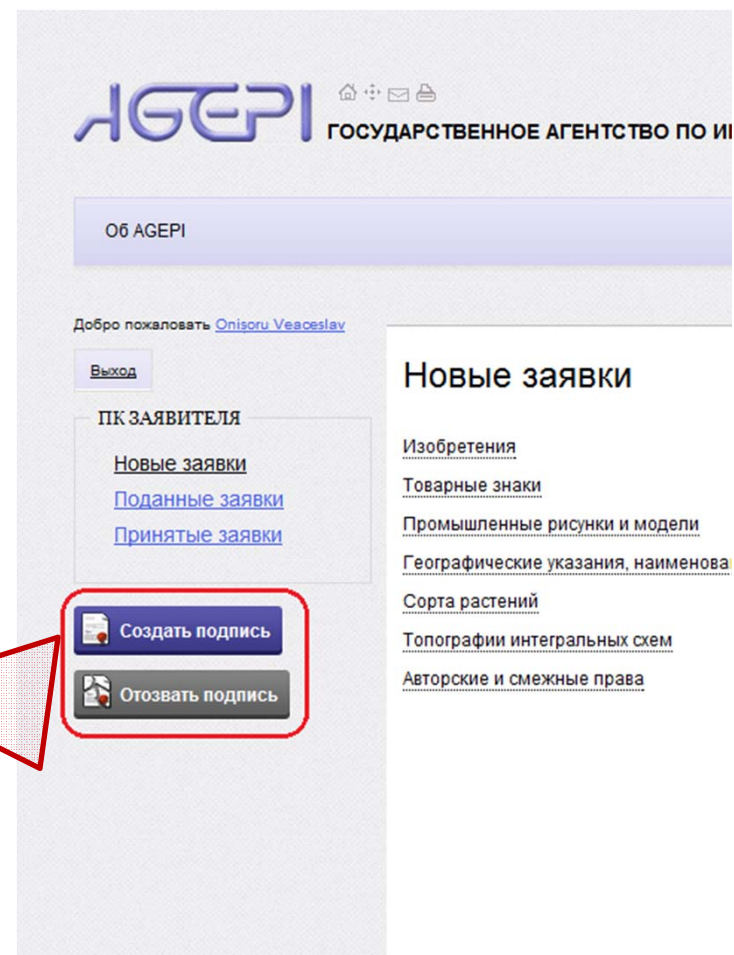 AGEPI
ГОСУДАРСТВЕННОЕ АГЕНТСТВО ПО И
Об AGEPI
Добро пожаловать Onişoru Veaceslav
Выход
ПК ЗАЯВИТЕЛЯ
Новые заявки
Поданные заявки
Принятые заявки
Создать подпись
Отозвать подпись
Новые заявки
Изобретения
Товарные знаки
Промышленные рисунки и модели
Географические указания, наименова
Сорта растений
Топографии интегральных схем
Авторские и смежные права